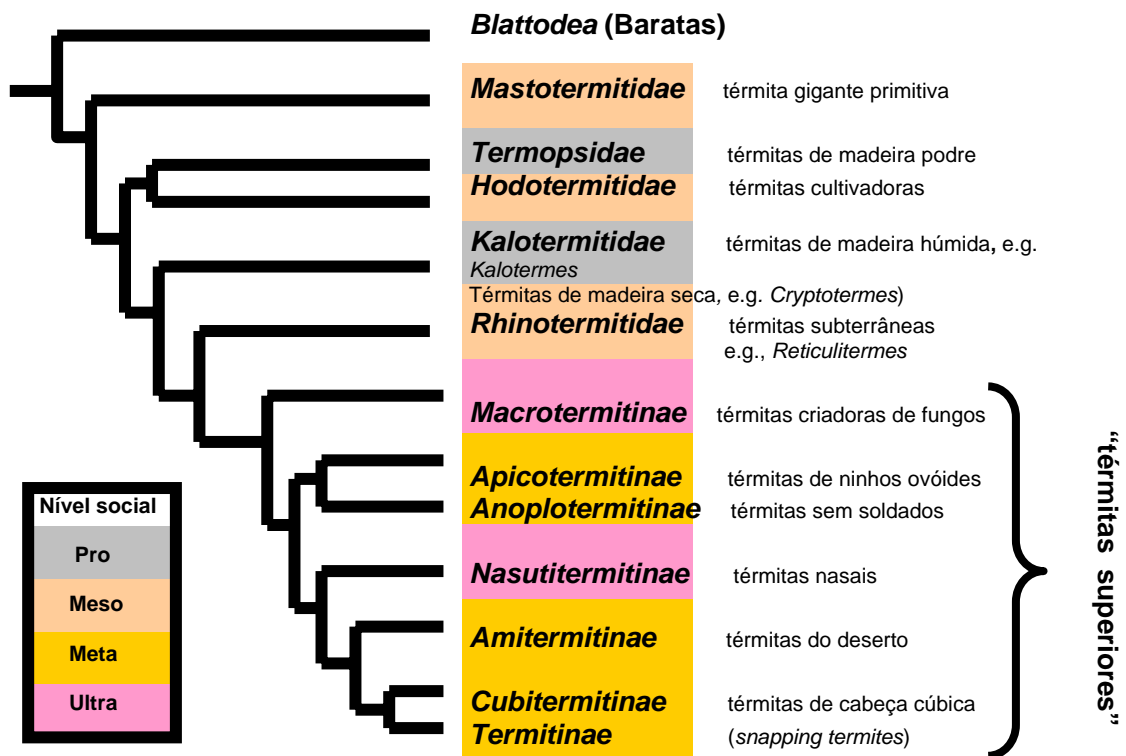 Blattodea (Baratas)
Mastotermitidae térmita gigante primitiva
Termopsidae térmitas de madeira podre
Hodotermitidae térmitas cultivadoras
Kalotermitidae térmitas de madeira húmida, e.g.
Kalotermes
Térmitas de madeira seca, e.g. Cryptotermes)
Rhinotermitidae térmitas subterrâneas
e.g., Reticulitermes
Macrotermitinae térmitas criadoras de fungos
Apicotermitinae térmitas de ninhos ovóides
Anoplotermitinae térmitas sem soldados
Nasutitermitinae térmitas nasais
Amitermitinae térmitas do deserto
Cubitermitinae térmitas de cabeça cúbica
Termitinae (snapping termites)
“térmitas superiores”
Nível social
Pro
Meso
Meta
Ultra